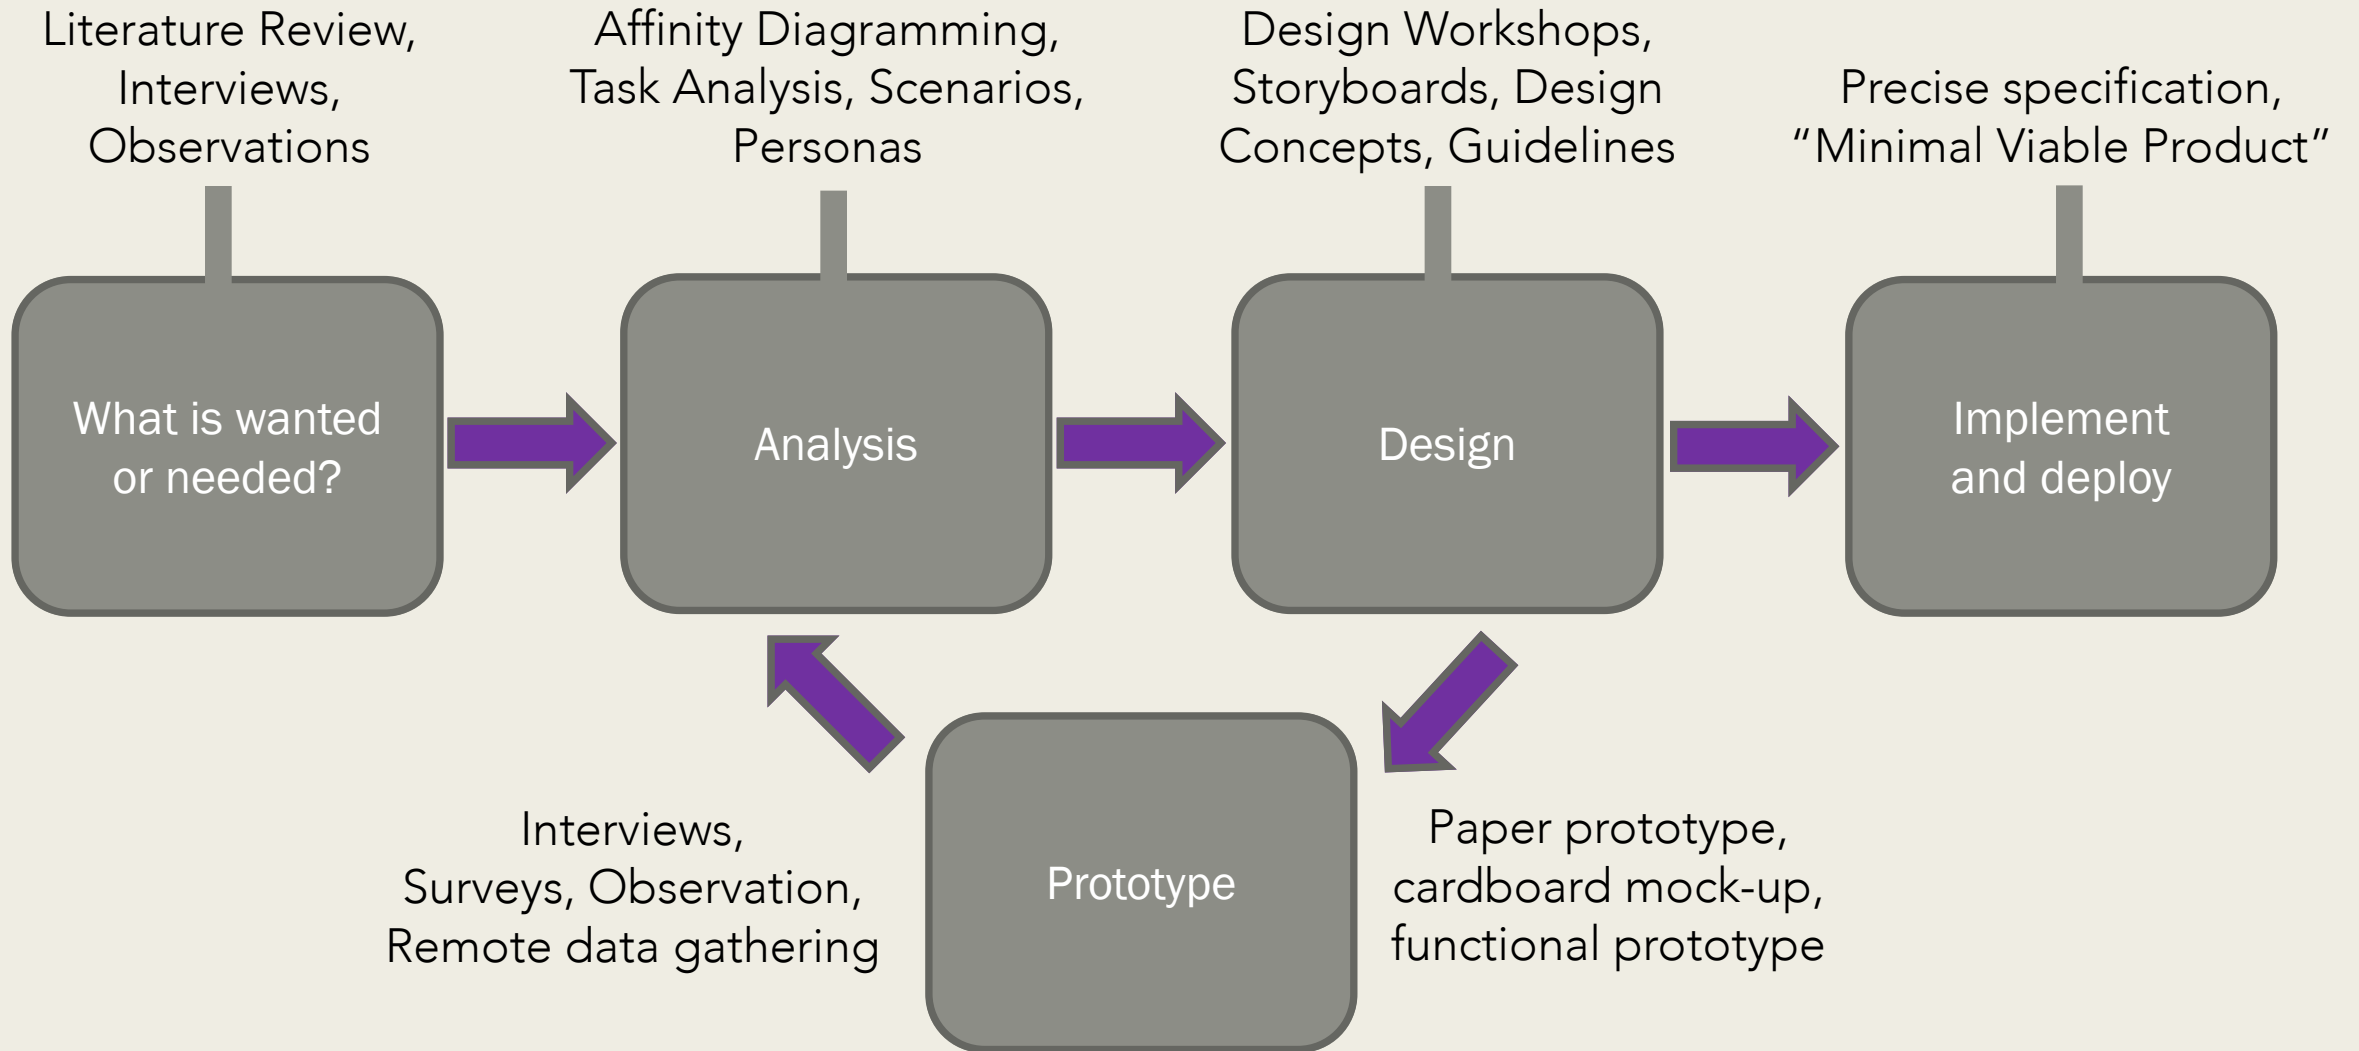 Literature Review,
Interviews,
Observations
Affinity Diagramming,
Task Analysis, Scenarios,
Personas
Design Workshops,
Storyboards, Design
Concepts, Guidelines
Precise specification,
“Minimal Viable Product”
What is wanted
or needed?
Analysis
Design
Implement
and deploy
Interviews,
Surveys, Observation,
Remote data gathering
Prototype
Paper prototype,
cardboard mock-up,
functional prototype